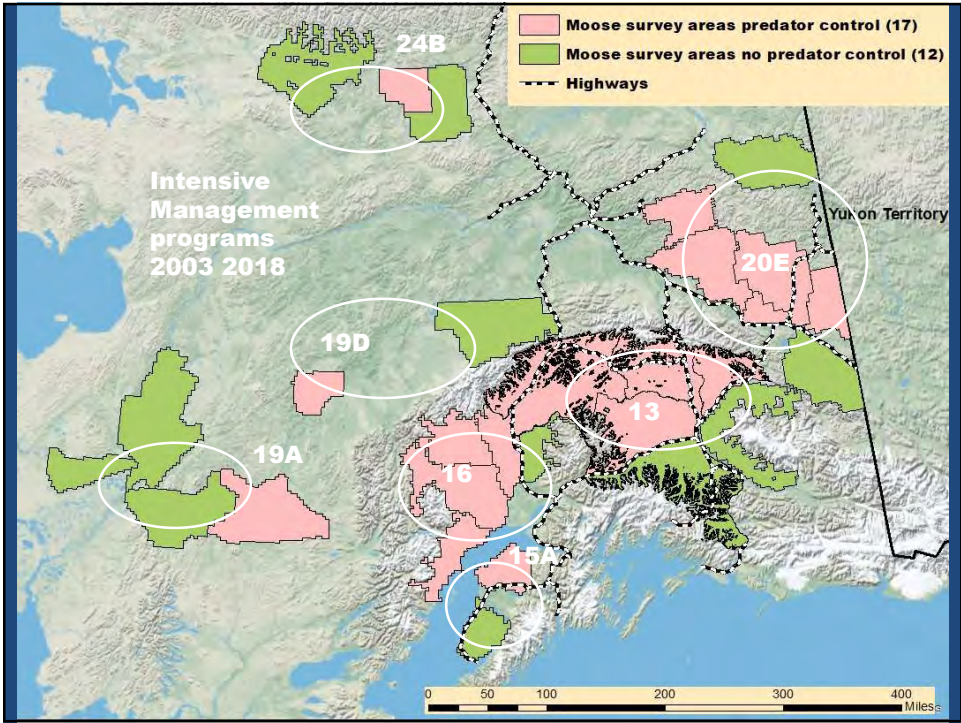 Moose survey areas predator control (17)
Moose survey areas no predator control (12)
Highways
24B
Intensive
Management
programs
2003 2018
Yukon Territory
20E
19D
13
19A
16
15A
0 50 100 200 300 400
Miles